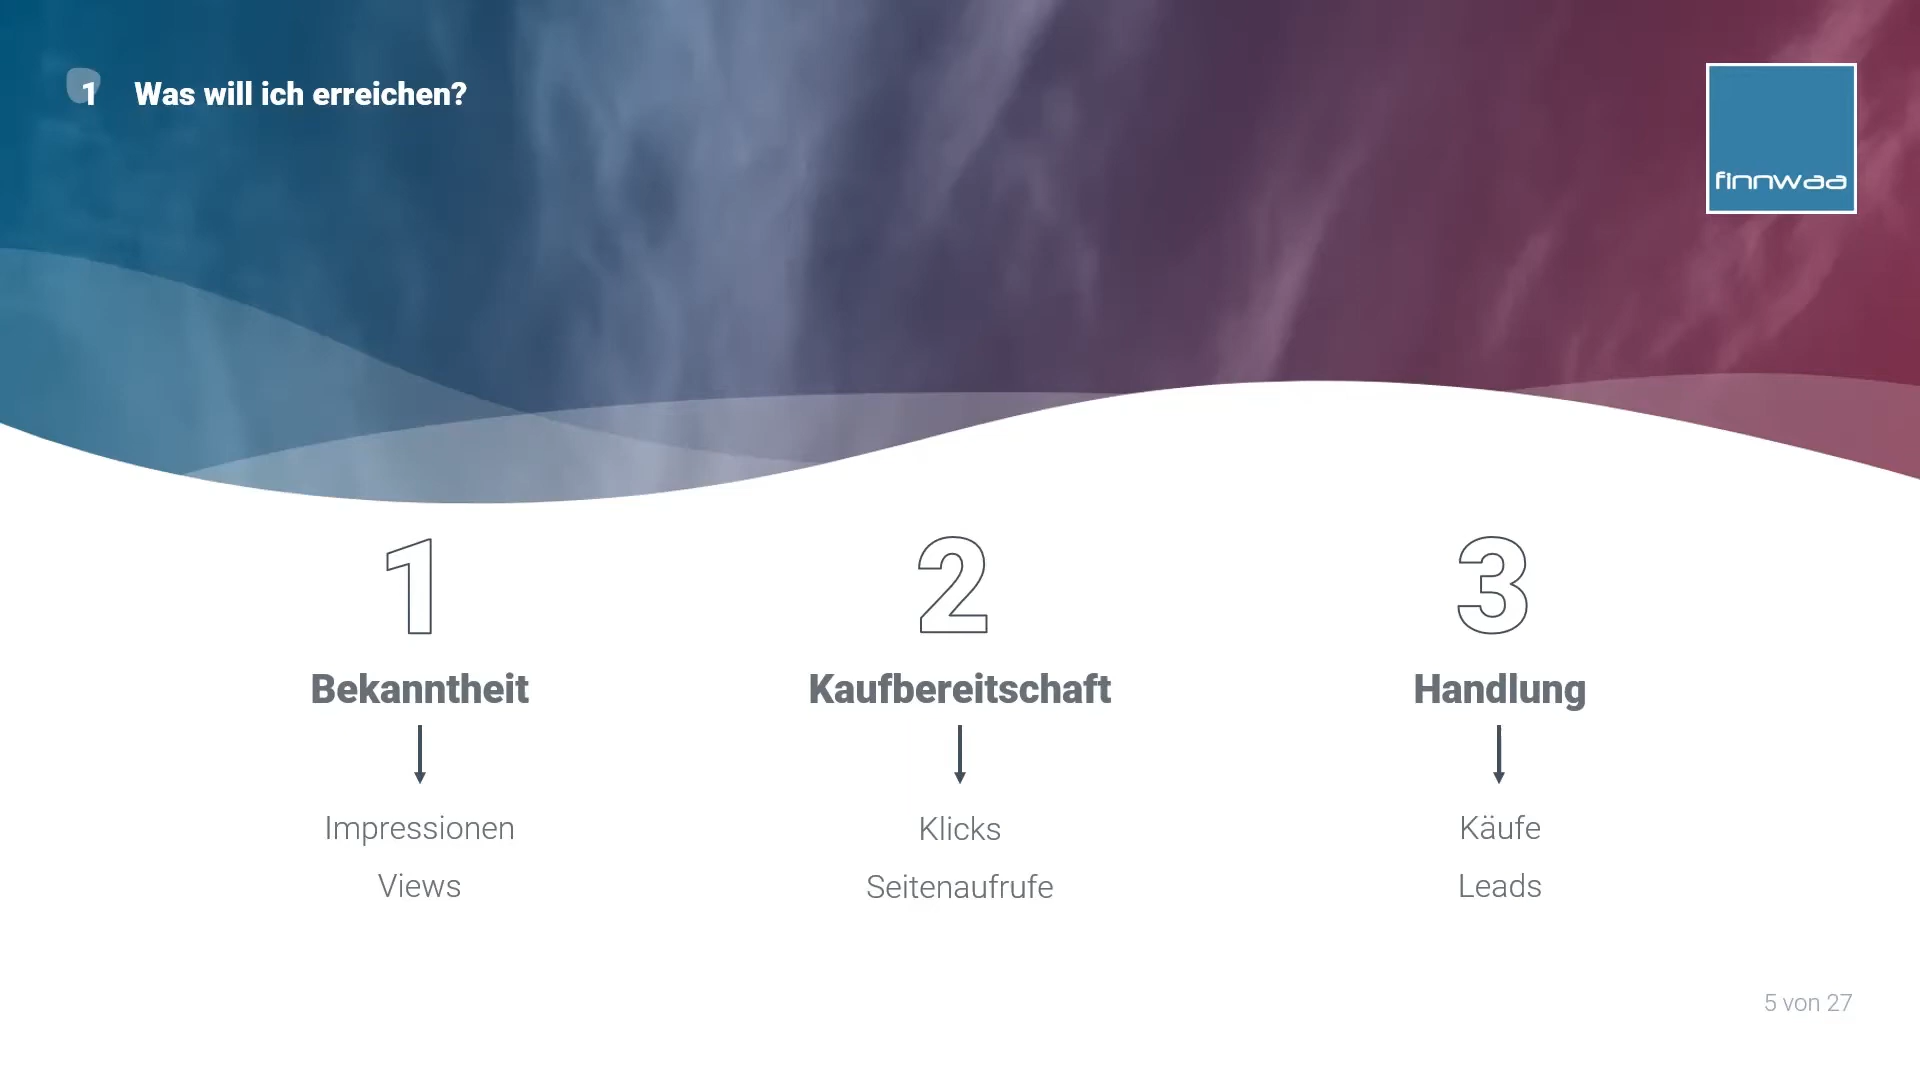 1 Was will ich erreichen?
finnwaa
1
Bekanntheit
Impressionen
Views
2
Kaufbereitschaft
Klicks
Seitenaufrufe
3
Handlung
Käufe
Leads
5 von 27